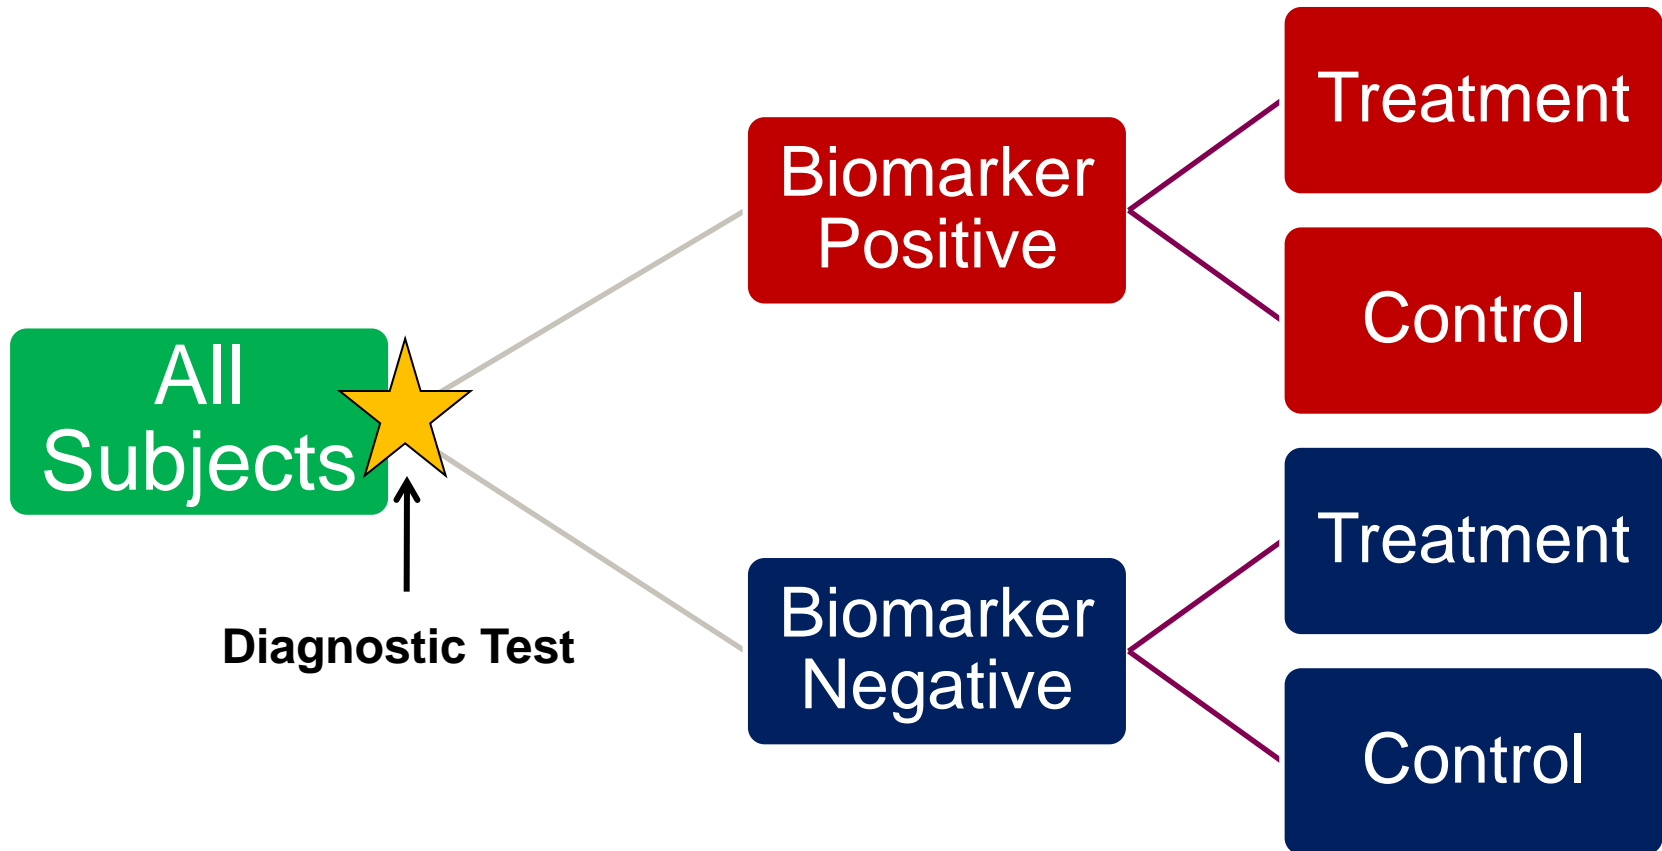 All
Subjects
Diagnostic Test
Biomarker
Positive
Treatment
Control
Biomarker
Negative
Treatment
Control